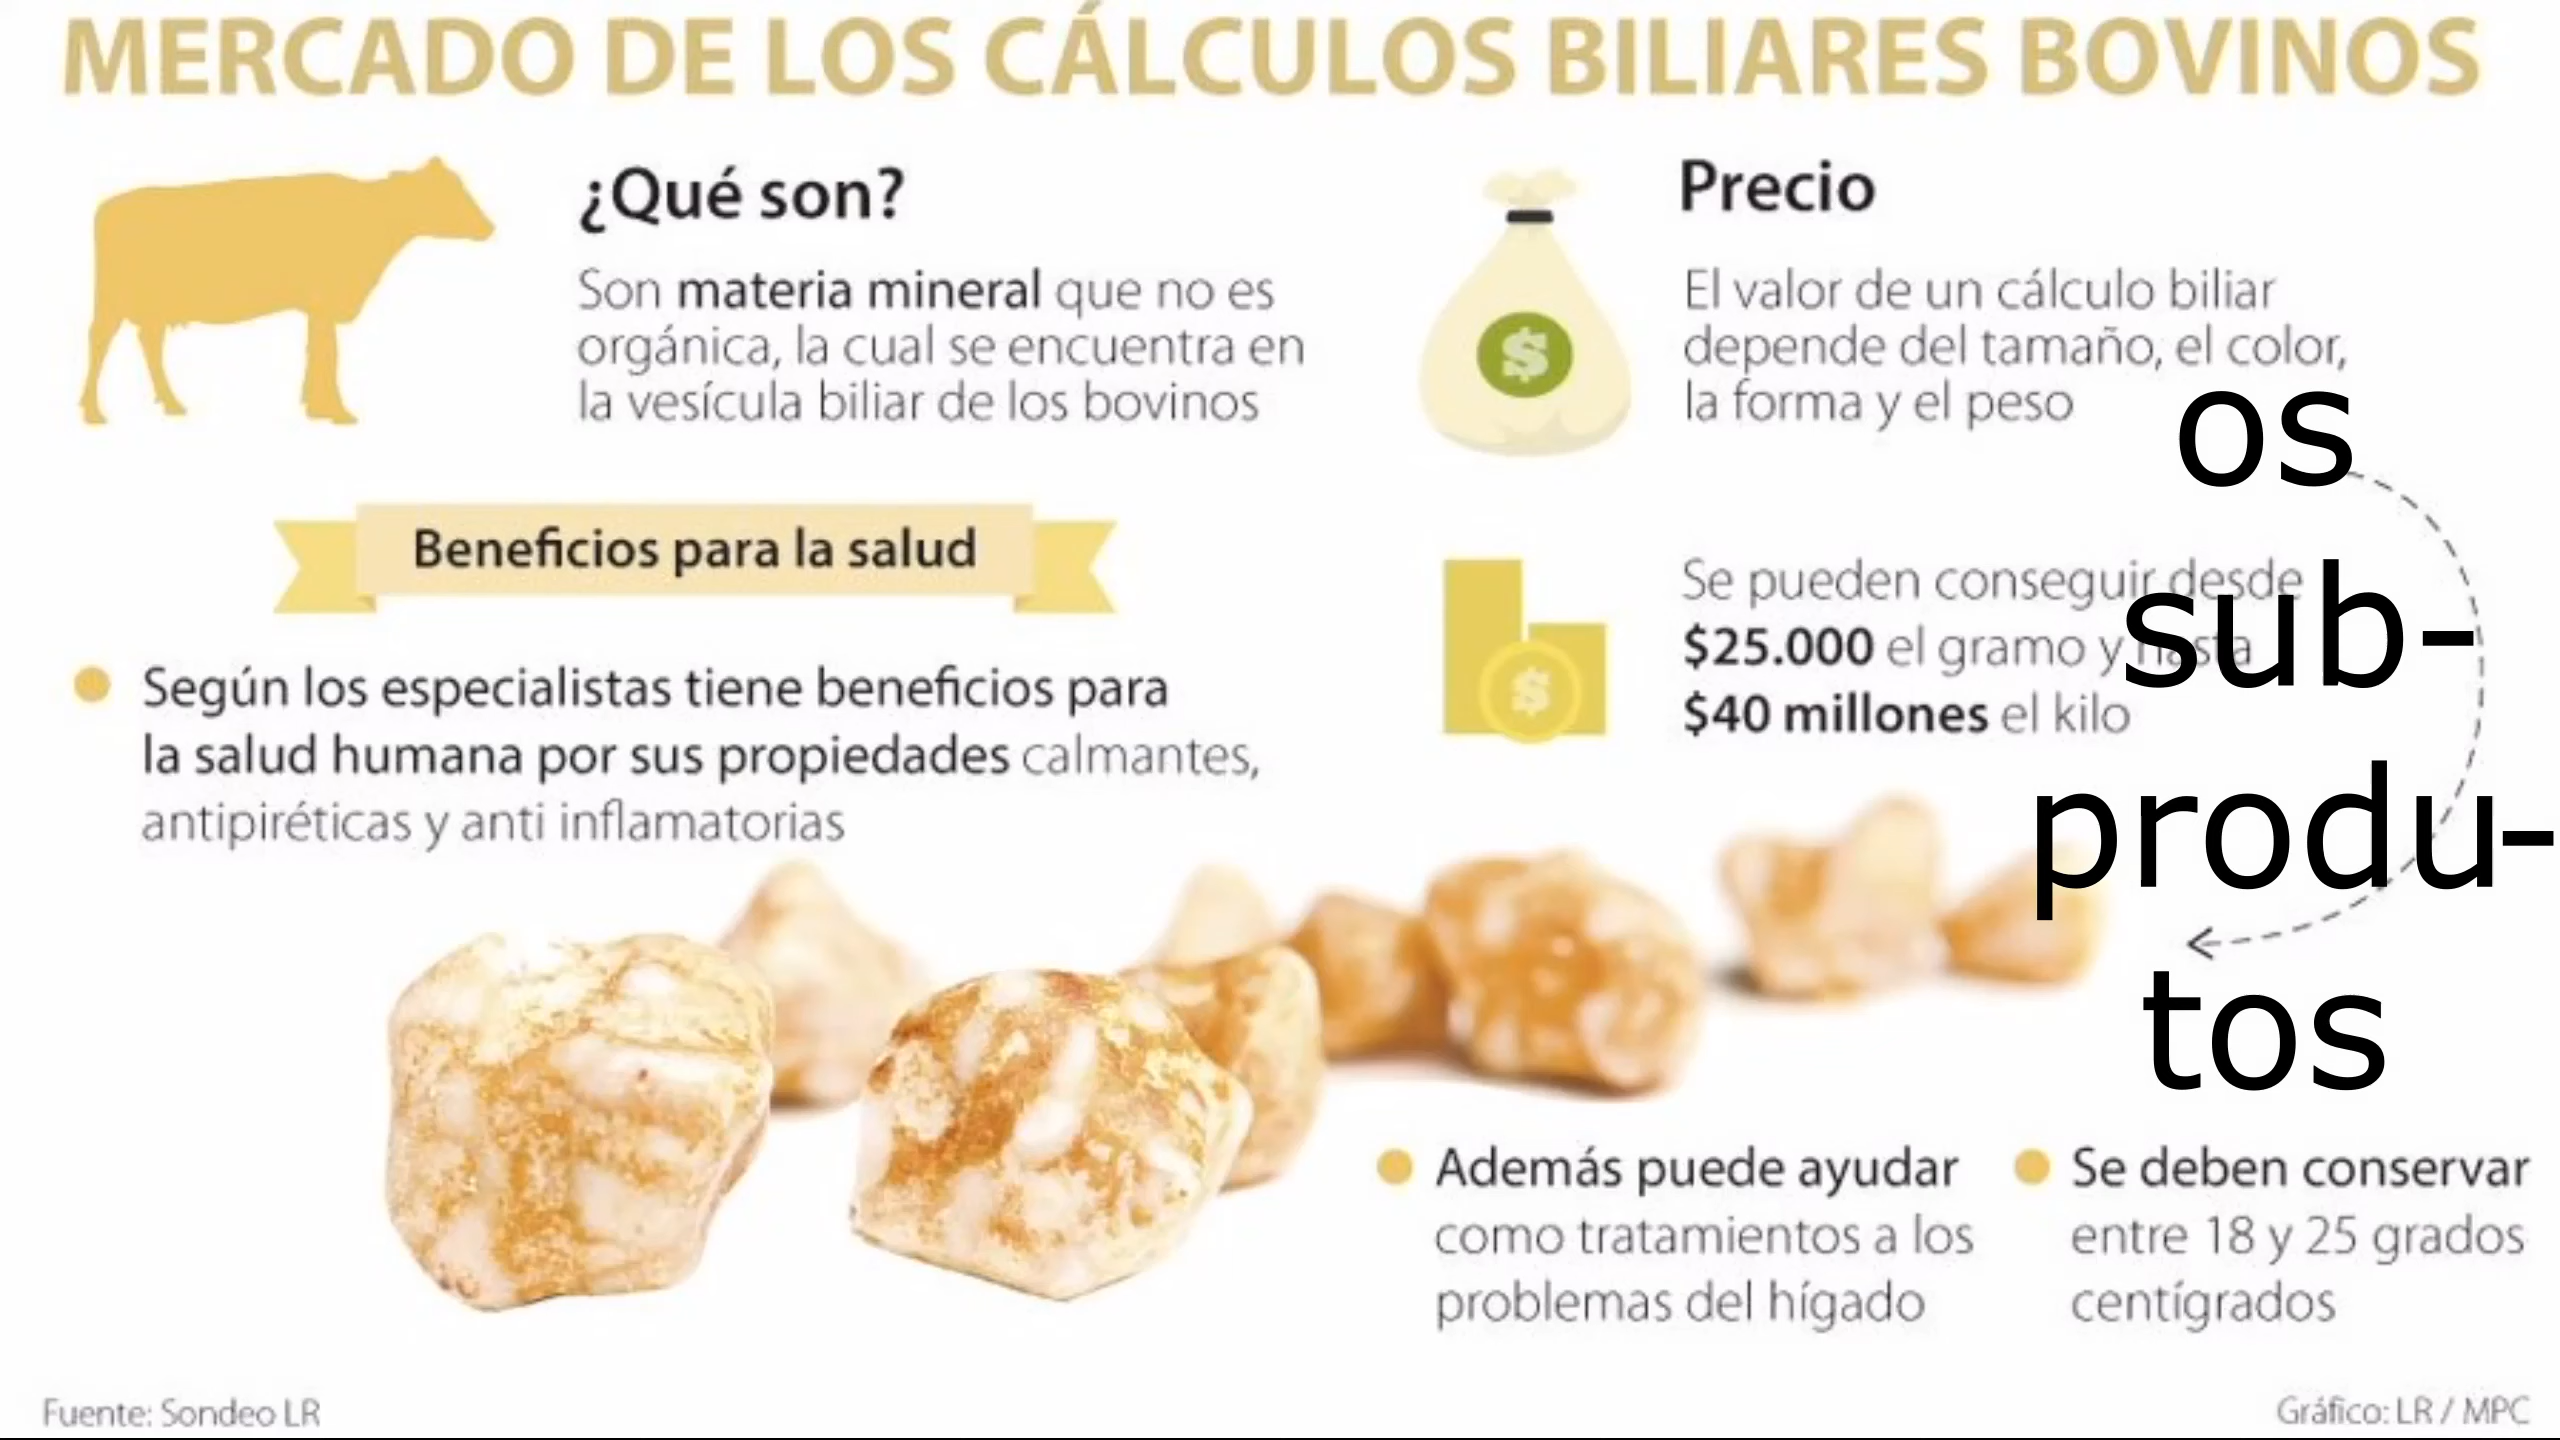 MERCADO DE LOS CÁLCULOS BILIARES BOVINOS
¿Qué son?
Son materia mineral que no es
orgánica, la cual se encuentra en
la vesícula biliar de los bovinos
Precio
El valor de un cálculo biliar
depende del tamaño, el color,
la forma y el peso
Se pueden conseguir desde
$25.000 el gramo y hasta
$40 millones el kilo
os
sub-
produ-
tos
Beneficios para la salud
Según los especialistas tiene beneficios para
la salud humana por sus propiedades calmantes,
antipiréticas y anti inflamatorias
Además puede ayudar
como tratamientos a los
problemas del hígado
Se deben conservar
entre 18 y 25 grados
centígrados
Fuente: Sondeo LR
Gráfico: LR / MPC